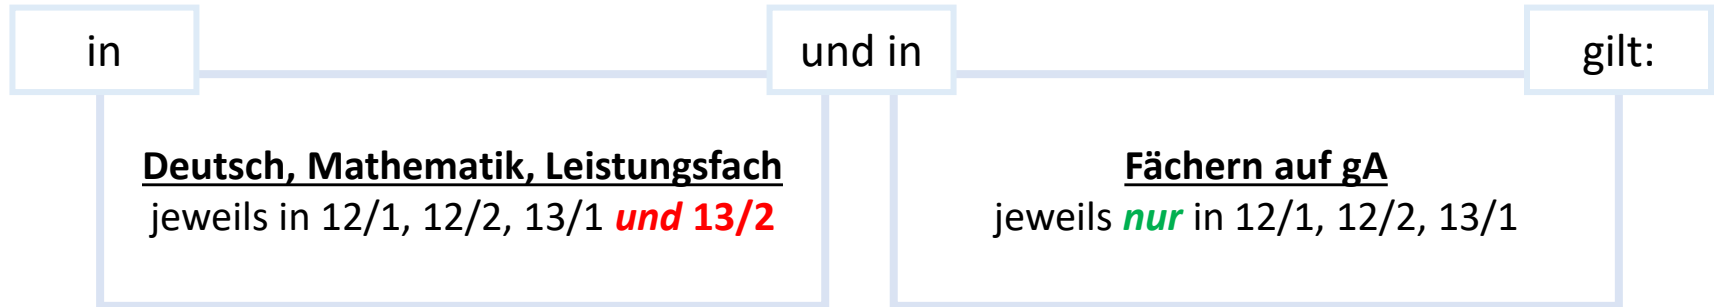 in
und in
gilt:
Deutsch, Mathematik, Leistungsfach
jeweils in 12/1, 12/2, 13/1 und 13/2
Fächern auf gA
jeweils nur in 12/1, 12/2, 13/1